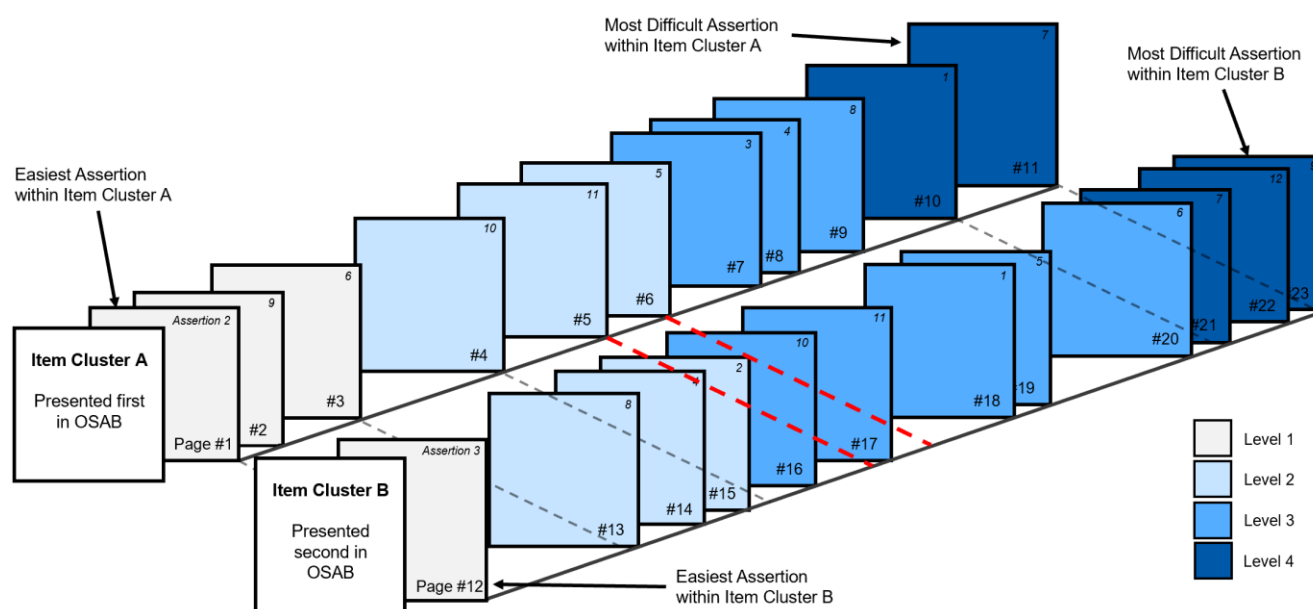 Most Difficult Assertion
within Item Cluster A
Most Difficult Assertion
within Item Cluster B
Easiest Assertion
within Item Cluster A
Item Cluster A
Presented first
in OSAB
Assertion 2
Page #1
9
#2
6
#3
10
#4
11
#5
5
#6
3
#7
4
#8
8
#9
1
#10
7
#11
Item Cluster B
Presented
second in
OSAB
Assertion 3
Page #12
8
#13
#14
2
#15
10
#16
11
#17
1
#18
5
#19
6
#20
7
#21
12
#22
#23
Easiest Assertion
within Item Cluster B
Level 1
Level 2
Level 3
Level 4